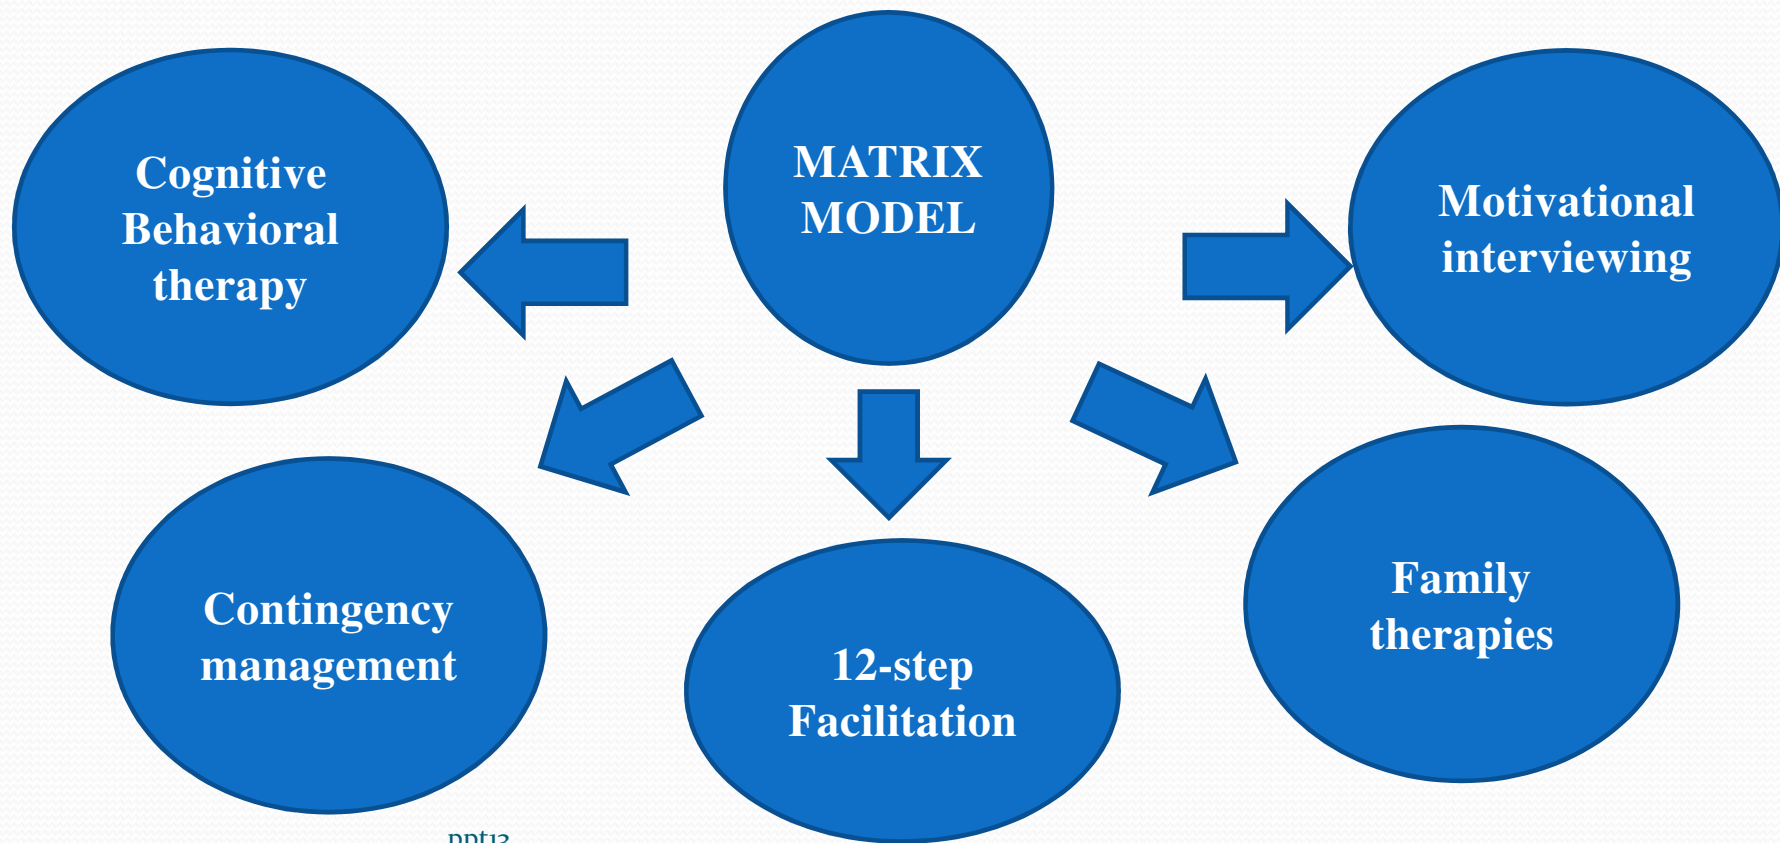 MATRIX
MODEL
Cognitive
Behavioral
therapy
Motivational
interviewing
Contingency
management
12-step
Facilitation
Family
therapies